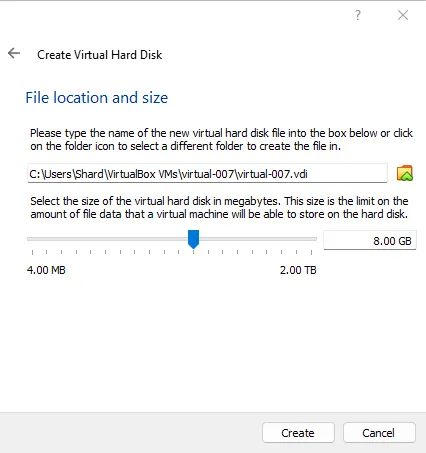 ?
Create Virtual Hard Disk
File location and size
Please type the name of the new virtual hard disk file into the box below or click
on the folder icon to select a different folder to create the file in.
C:\Users\Shard\VirtualBox VMs\virtual-007\virtual-007.vdi
Select the size of the virtual hard disk in megabytes. This size is the limit on the
amount of file data that a virtual machine will be able to store on the hard disk.
8.00 GB
4.00 MB 2.00 TB
Create Cancel